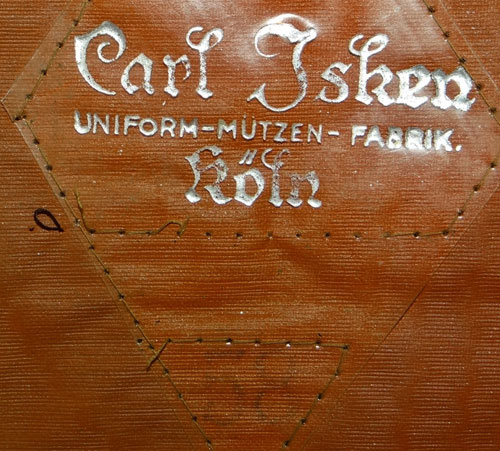 Carl Isken
UNIFORM-MÜTZEN-FABRIK.
Köln